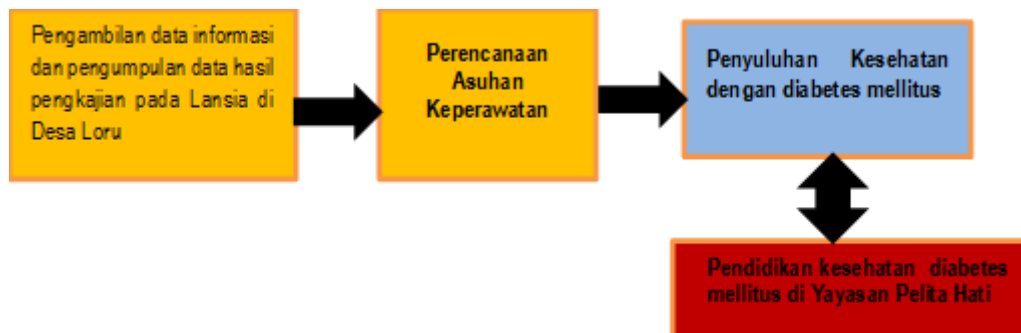 Pengambilan data informasi
dan pengumpulan data hasil
pengkajian pada Lansia di
Desa Loru
Perencanaan
Asuhan
Keperawatan
Penyuluhan Kesehatan
dengan diabetes mellitus
Pendidikan kesehatan diabetes
mellitus di Yayasan Pelita Hati